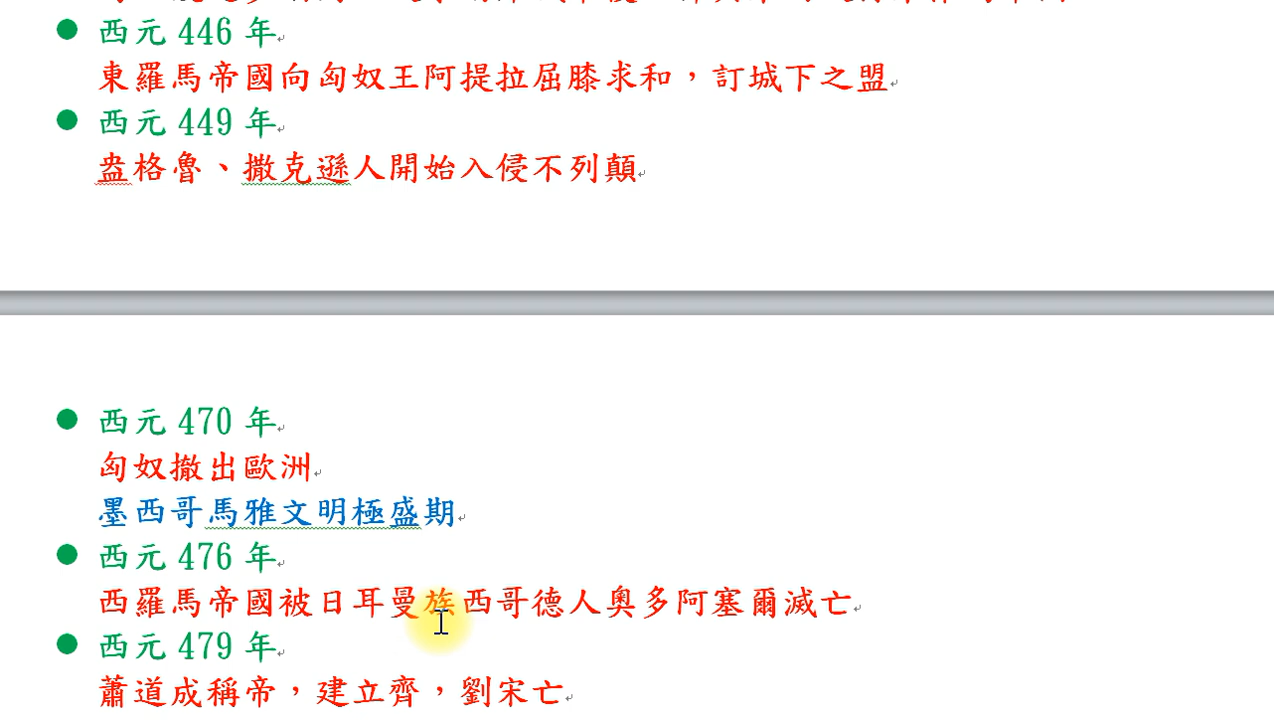 西元 446 年
東羅馬帝國向匈奴王阿提拉屈膝求和，訂城下之盟
西元 449 年
盎格魯、撒克遜人開始入侵不列顛
西元 470 年
匈奴撤出歐洲
墨西哥馬雅文明極盛期
西元 476 年
西羅馬帝國被日耳曼族西哥德人奧多阿塞爾滅亡
西元 479 年
蕭道成稱帝，建立齊，劉宋亡